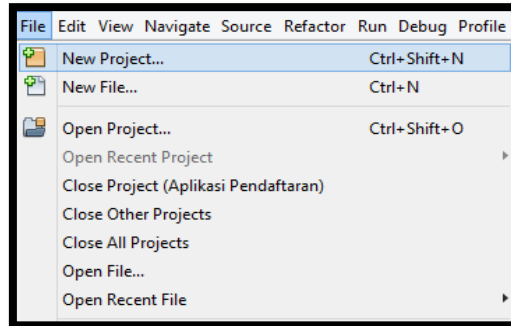 File Edit View Navigate Source Refactor Run Debug Profile
New Project... Ctrl+Shift+N
New File... Ctrl+N
Open Project... Ctrl+Shift+O
Open Recent Project
Close Project (Aplikasi Pendaftaran)
Close Other Projects
Close All Projects
Open File...
Open Recent File